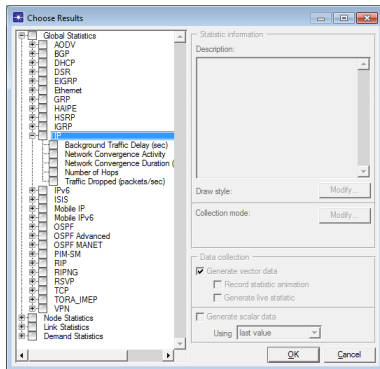 Choose Results
Global Statistics
AODV
BGP
DHCP
DSR
EIGRP
Ethernet
GRP
HAIPE
HSRP
IGRP
IP
Background Traffic Delay (sec)
Network Convergence Activity
Network Convergence Duration (
Number of Hops
Traffic Dropped (packets/sec)
IPv6
ISIS
Mobile IP
Mobile IPv6
OSPF
OSPF Advanced
OSPF MANET
PIM-SM
RIP
RIPNG
RSVP
TCP
TORA_IMEP
VPN
Node Statistics
Link Statistics
Demand Statistics
Statistic information
Description:
Draw style:
Modify...
Collection mode:
Modify...
Data collection
Generate vector data
Record statistic animation
Generate live statistic
Generate scalar data
Using last value
OK
Cancel